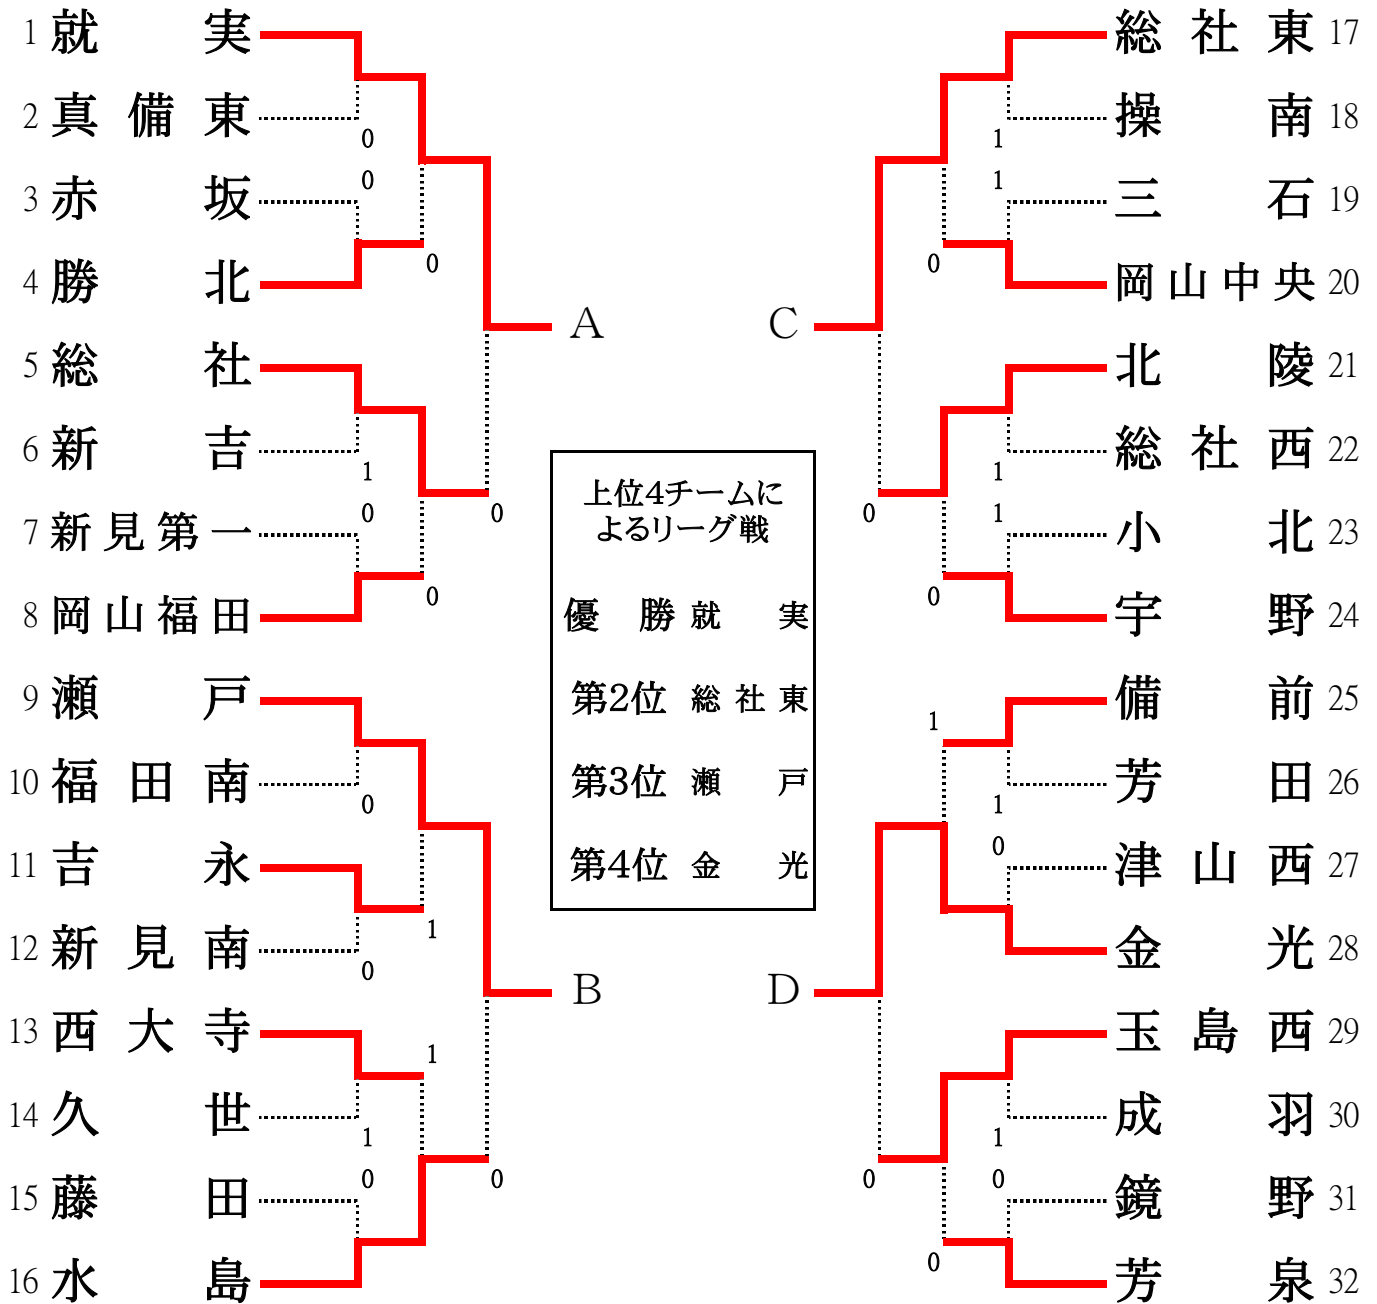 1 就実
2 真備東
0
0
3 赤坂
4 勝北
0
A
5 総社
6 新吉
1
0
7 新見第一
0
8 岡山福田
0
9 瀬戸
10 福田南
0
11 吉永
1
12 新見南
0
B
13 西大寺
1
14 久世
1
0
15 藤田
0
16 水島
上位4チームに
よるリーグ戦
優勝 就実
第2位 総社東
第3位 瀬戸
第4位 金光
総社東 17
操南 18
1
1
三石 19
岡山中央 20
0
C
北陵 21
総社西 22
1
1
小北 23
0
宇野 24
0
備前 25
1
芳田 26
1
0
津山西 27
金光 28
D
玉島西 29
成羽 30
1
0
鏡野 31
0
芳泉 32
0